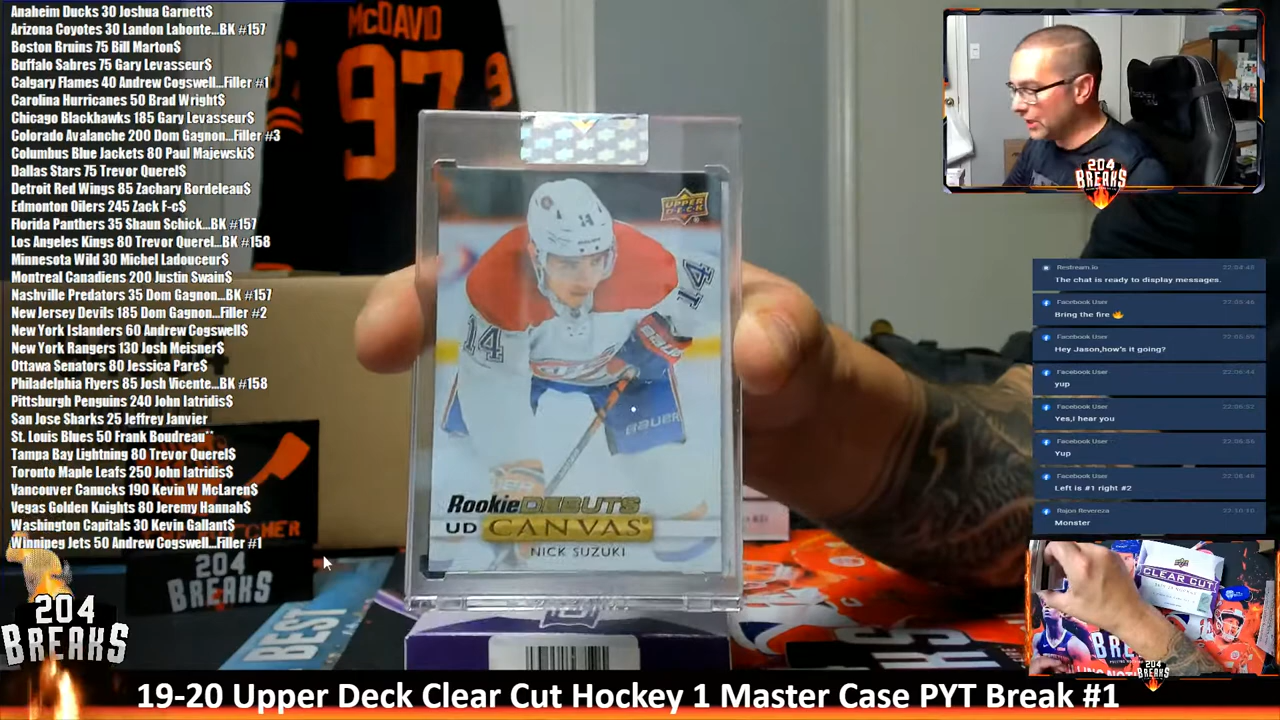 Anaheim Ducks 30 Joshua Garnett$
Arizona Coyotes 30 Landon Labonte...BK #157
Boston Bruins 75 Bill Marton$
Buffalo Sabres 75 Gary Levasseur$
Calgary Flames 40 Andrew Cogswell...Filler #1
Carolina Hurricanes 50 Brad Wright$
Chicago Blackhawks 185 Gary Levasseur$
Colorado Avalanche 200 Dom Gagnon...Filler #3
Columbus Blue Jackets 80 Paul Majewski$
Dallas Stars 75 Trevor Querel$
Detroit Red Wings 85 Zachary Bordeleau$
Edmonton Oilers 245 Zack F-c$
Florida Panthers 35 Shaun Schick...BK #157
Los Angeles Kings 80 Trevor Querel...BK #158
Minnesota Wild 30 Michel Ladouceur$
Montreal Canadiens 200 Justin Swain$
Nashville Predators 35 Dom Gagnon...BK #157
New Jersey Devils 185 Dom Gagnon...Filler #2
New York Islanders 60 Andrew Cogswell$
New York Rangers 130 Josh Meisner$
Ottawa Senators 80 Jessica Pare$
Philadelphia Flyers 85 Josh Vicente...BK #158
Pittsburgh Penguins 240 John Iatridis$
San Jose Sharks 25 Jeffrey Janvier
St. Louis Blues 50 Frank Boudreau**
Tampa Bay Lightning 80 Trevor Querel$
Toronto Maple Leafs 250 John Iatridis$
Vancouver Canucks 190 Kevin W McLaren$
Vegas Golden Knights 80 Jeremy Hannah$
Washington Capitals 30 Kevin Gallant$
Winnipeg Jets 50 Andrew Cogswell...Filler #1
204
BREAKS
McDAVID
97
9
UPPER
DECK
14
14
14
BAUER
Rookie DEBUTS
UD CANVAS
NICK SUZUKI
204
BREAKS
BEST
204
BREAKS
Restream.io
The chat is ready to display messages.
Facebook User
Bring the fire
Facebook User
Hey Jason,how's it going?
Facebook User
yup
Facebook User
Yes,I hear you
Facebook User
Yup
Facebook User
Left is #1 right #2
Rajon Revereza
Monster
CLEAR CUT
204
BREAKS
19-20 Upper Deck Clear Cut Hockey 1 Master Case PYT Break #1